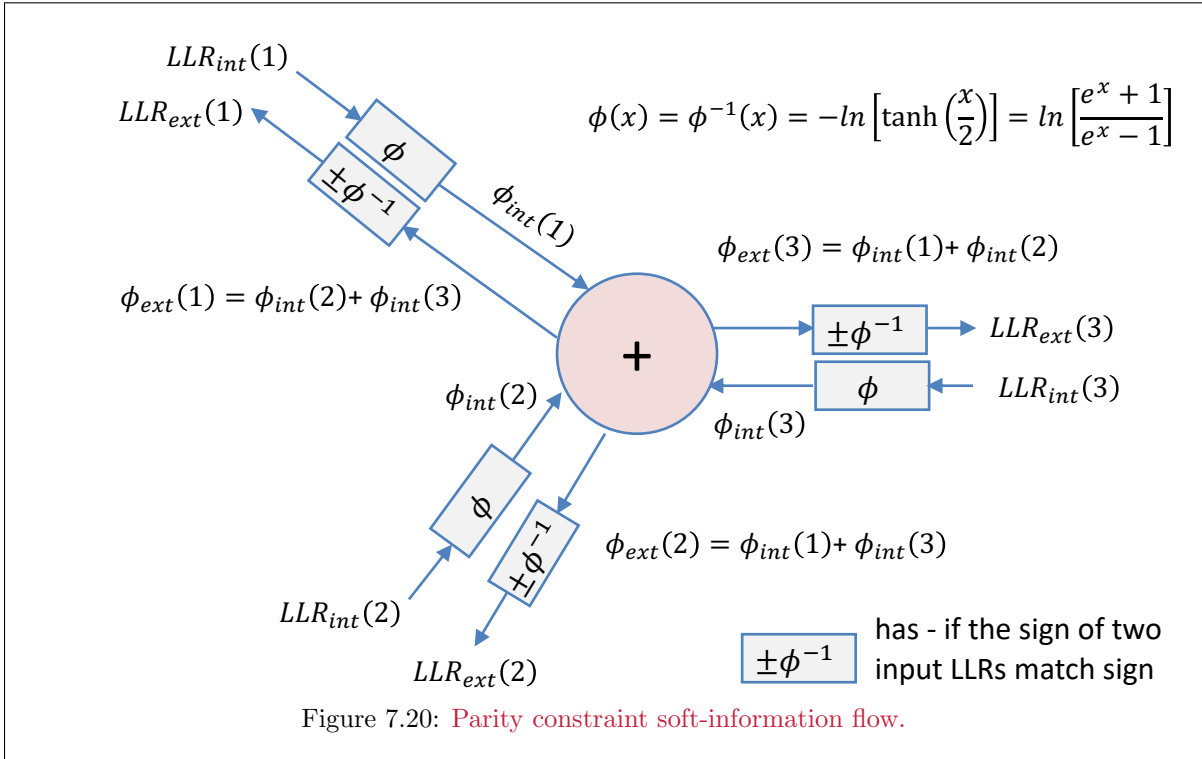 LLR_int(1)
LLR_ext(1)
ϕ(x) = ϕ⁻¹(x) = −ln [tanh (x/2)] = ln [(e^x + 1)/(e^x − 1)]
ϕ
±ϕ⁻¹
ϕ_int(1)
ϕ_ext(3) = ϕ_int(1)+ ϕ_int(2)
ϕ_ext(1) = ϕ_int(2)+ ϕ_int(3)
±ϕ⁻¹
LLR_ext(3)
+
ϕ
LLR_int(3)
ϕ_int(2)
ϕ_int(3)
ϕ
±ϕ⁻¹
ϕ_ext(2) = ϕ_int(1)+ ϕ_int(3)
LLR_int(2)
LLR_ext(2)
±ϕ⁻¹
has - if the sign of two
input LLRs match sign
Figure 7.20: Parity constraint soft-information flow.